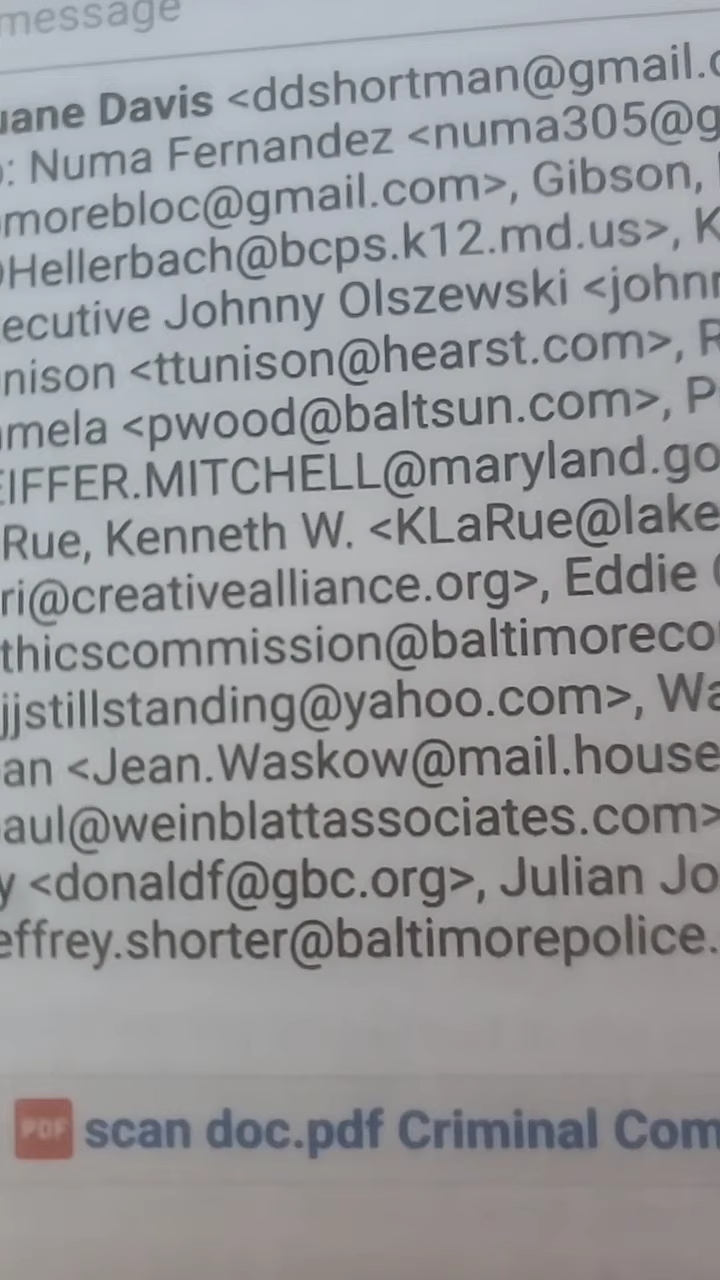 message
uane Davis <ddshortman@gmail.c
: Numa Fernandez <numa305@g
morebloc@gmail.com>, Gibson,
Hellerbach@bcps.k12.md.us>, K
ecutive Johnny Olszewski <johnr
nison <ttunison@hearst.com>, R
mela <pwood@baltsun.com>, P
EIFFER.MITCHELL@maryland.go
Rue, Kenneth W. <KLaRue@lake
ri@creativealliance.org>, Eddie
thicscommission@baltimoreco
jjstillstanding@yahoo.com>, Wa
an <Jean.Waskow@mail.house
aul@weinblattassociates.com>
y <donaldf@gbc.org>, Julian Jo
effrey.shorter@baltimorepolice.
PDF scan doc.pdf Criminal Com